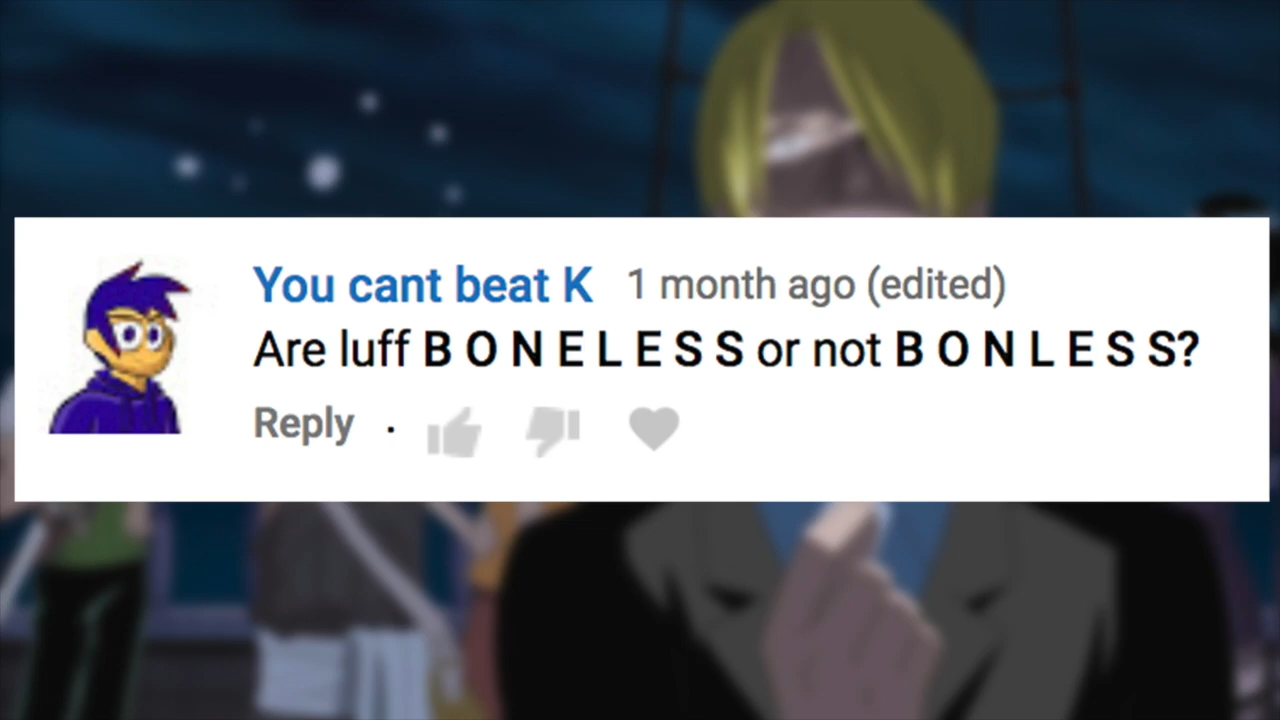 You cant beat K 1 month ago (edited)
Are luff B O N E L E S S or not B O N L E S S?
Reply .